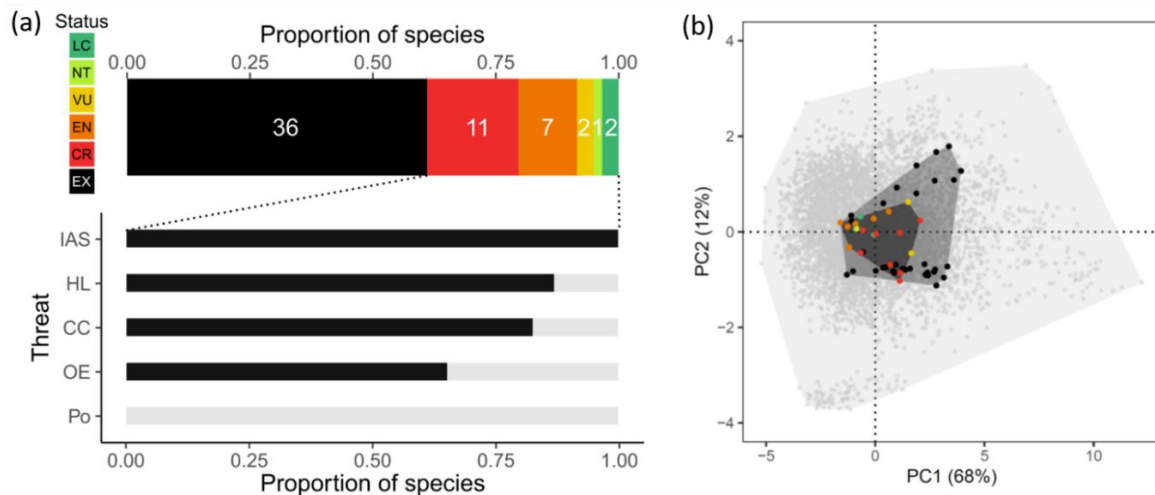 (a)
Status
LC
NT
VU
EN
CR
EX
Proportion of species
0.00 0.25 0.50 0.75 1.00
36 11 7 2 1 2
IAS
HL
CC
OE
Po
Threat
0.00 0.25 0.50 0.75 1.00
Proportion of species
(b)
4
2
0
−2
−4
PC2 (12%)
−5 0 5 10
PC1 (68%)